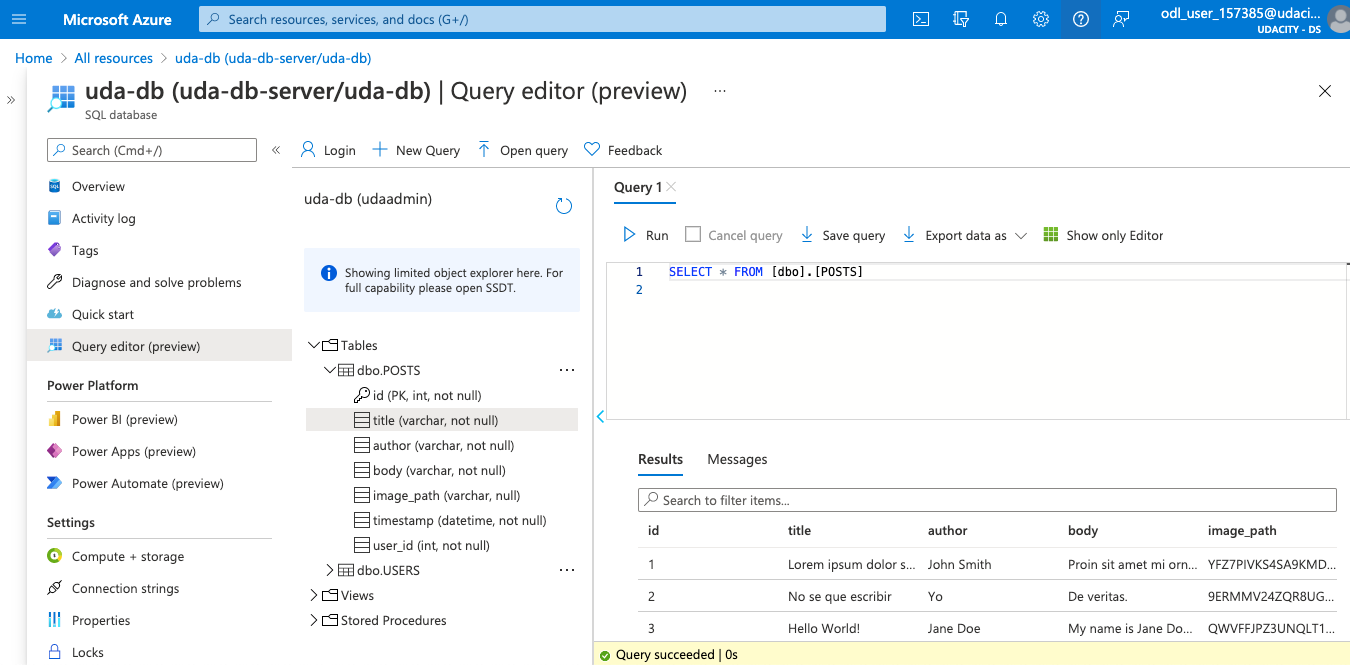 Microsoft Azure
Search resources, services, and docs (G+/)
odl_user_157385@udaci...
UDACITY - DS
Home > All resources > uda-db (uda-db-server/uda-db)
uda-db (uda-db-server/uda-db) | Query editor (preview) ...
SQL database
Search (Cmd+/)
Overview
Activity log
Tags
Diagnose and solve problems
Quick start
Query editor (preview)
Power Platform
Power BI (preview)
Power Apps (preview)
Power Automate (preview)
Settings
Compute + storage
Connection strings
Properties
Locks
Login New Query Open query Feedback
uda-db (udaadmin)
Showing limited object explorer here. For
full capability please open SSDT.
Tables
dbo.POSTS ...
id (PK, int, not null)
title (varchar, not null)
author (varchar, not null)
body (varchar, not null)
image_path (varchar, null)
timestamp (datetime, not null)
user_id (int, not null)
dbo.USERS ...
Views
Stored Procedures
Query 1
Run Cancel query Save query Export data as Show only Editor
1 SELECT * FROM [dbo].[POSTS]
2
Results Messages
Search to filter items...
id title author body image_path
1 Lorem ipsum dolor s... John Smith Proin sit amet mi orn... YFZ7PIVKS4SA9KMD...
2 No se que escribir Yo De veritas. 9ERMMV24ZQR8UG...
3 Hello World! Jane Doe My name is Jane Do... QWVFFJPZ3UNQLT1...
Query succeeded | 0s